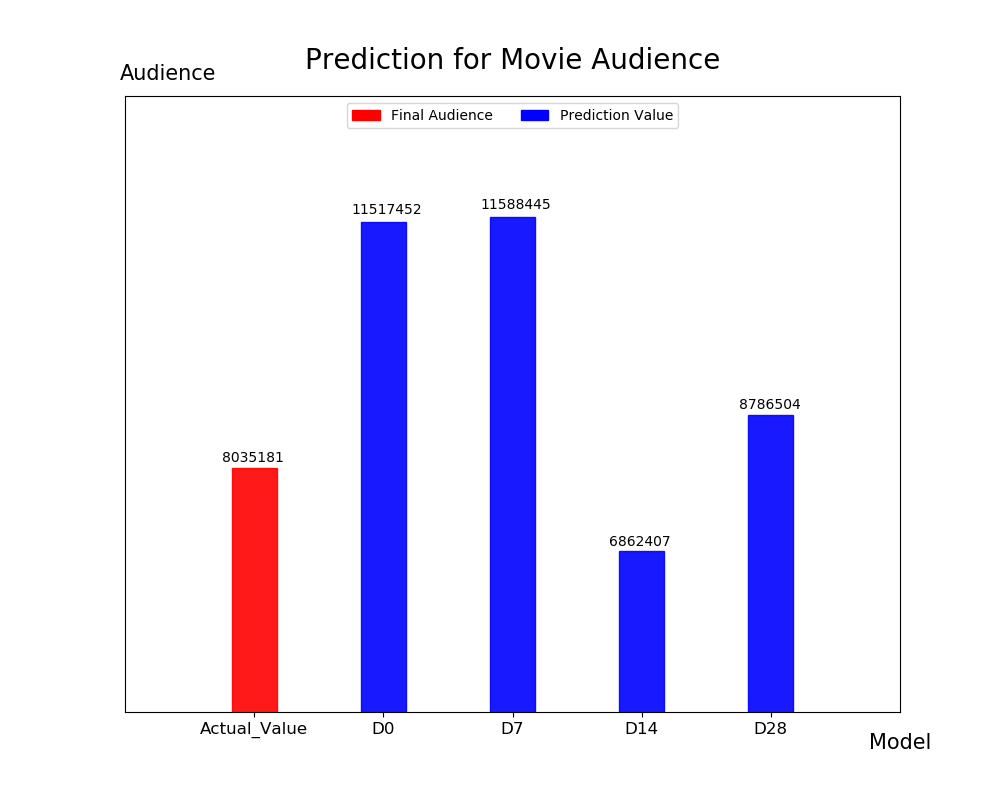 Prediction for Movie Audience
Audience
Final Audience
Prediction Value
11517452
11588445
8786504
8035181
6862407
Actual_Value
D0
D7
D14
D28
Model